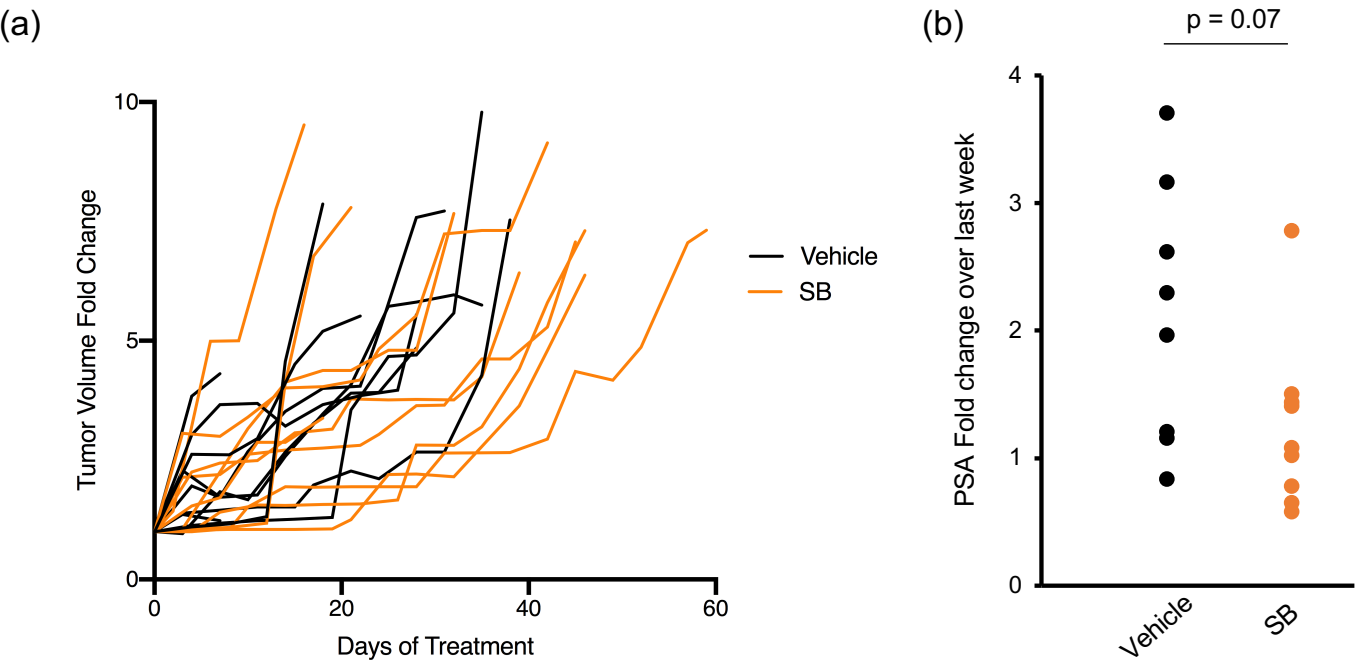 (a)
10
5
0
0
20
40
60
Tumor Volume Fold Change
Days of Treatment
Vehicle
SB
(b)
p = 0.07
4
3
2
1
0
PSA Fold change over last week
Vehicle
SB